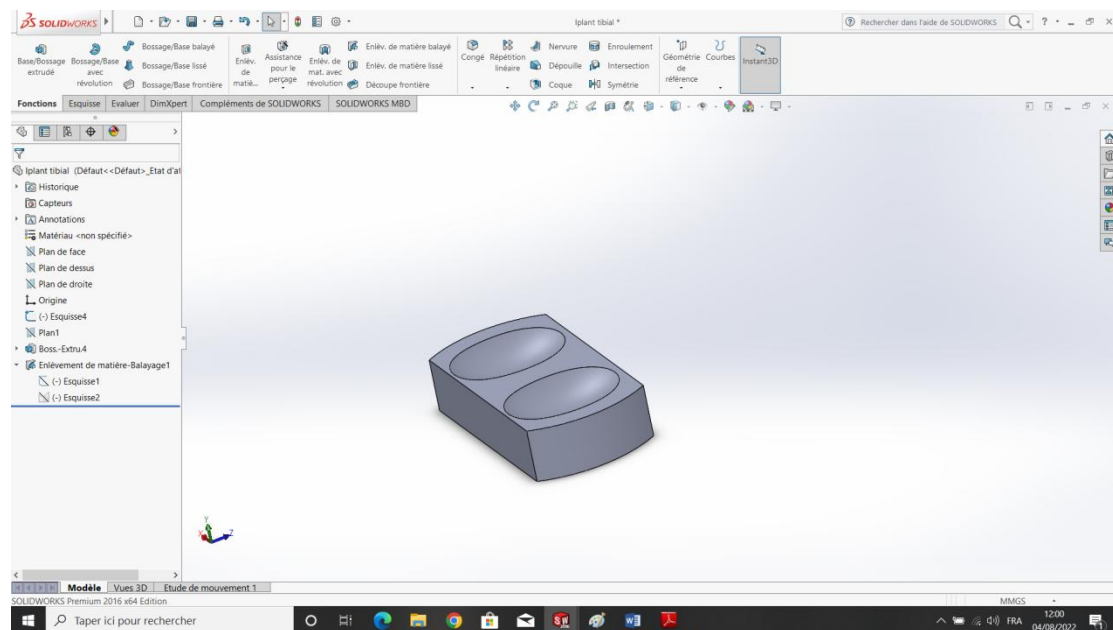 SOLIDWORKS
Iplant tibial *
Rechercher dans l'aide de SOLIDWORKS
Base/Bossage extrudé
Bossage/Base avec révolution
Bossage/Base balayé
Bossage/Base lissé
Bossage/Base frontière
Enlèv. de matiè...
Assistance pour le perçage
Enlèv. de mat. avec révolution
Enlèv. de matière balayé
Enlèv. de matière lissé
Découpe frontière
Congé
Répétition linéaire
Nervure
Dépouille
Coque
Enroulement
Intersection
Symétrie
Géométrie de référence
Courbes
Instant3D
Fonctions Esquisse Evaluer DimXpert Compléments de SOLIDWORKS SOLIDWORKS MBD
Iplant tibial (Défaut<<Défaut>_Etat d'af
Historique
Capteurs
Annotations
Matériau <non spécifié>
Plan de face
Plan de dessus
Plan de droite
Origine
(-) Esquisse4
Plan1
Boss.-Extru.4
Enlèvement de matière-Balayage1
(-) Esquisse1
(-) Esquisse2
Y
X
Z
Modèle Vues 3D Etude de mouvement 1
SOLIDWORKS Premium 2016 x64 Edition
MMGS
Taper ici pour rechercher
FRA
12:00
04/08/2022